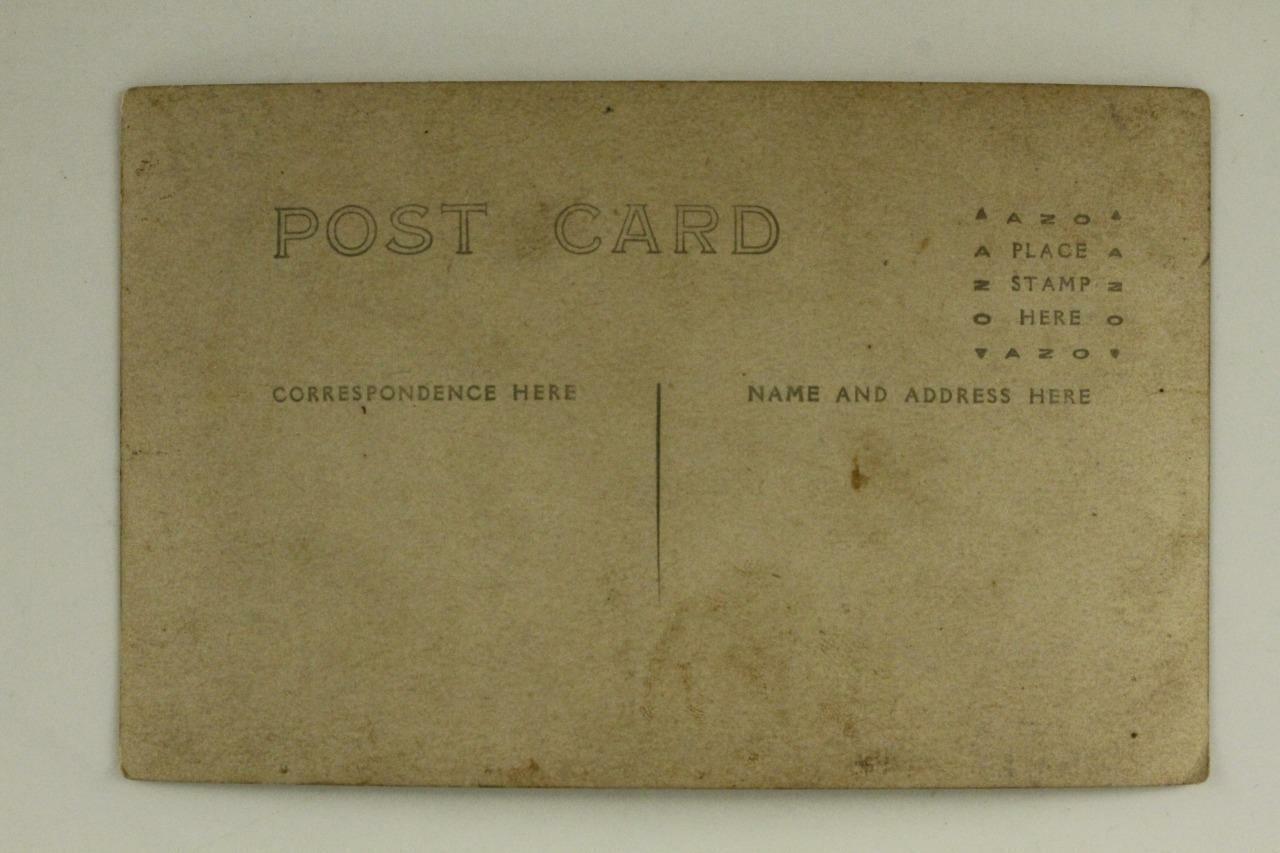 POST CARD
▲ AZO ▲
A PLACE A
Z STAMP Z
O HERE O
▼ AZO ▼
CORRESPONDENCE HERE
NAME AND ADDRESS HERE